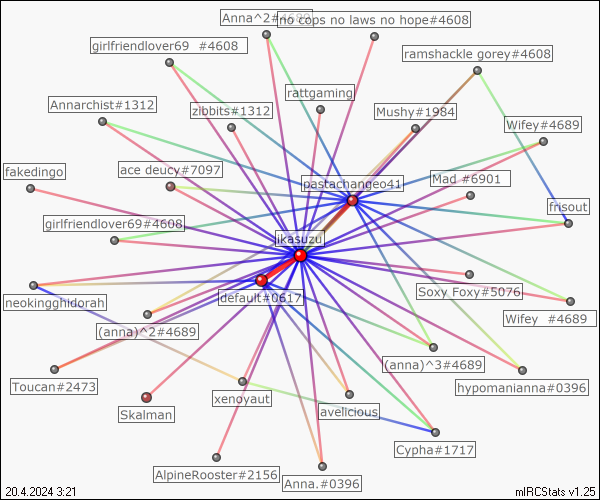 Anna^2#4689
no cops no laws no hope#4608
girlfriendlover69 #4608
ramshackle gorey#4608
rattgaming
Annarchist#1312
zibbits#1312
Mushy#1984
Wifey#4689
fakedingo
ace deucy#7097
pastachangeo41
Mad #6901
frisout
girlfriendlover69#4608
ikasuzu
Soxy Foxy#5076
neokingghidorah
default#0617
Wifey #4689
(anna)^2#4689
(anna)^3#4689
Toucan#2473
hypomanianna#0396
Skalman
xenoyaut
avelicious
Cypha#1717
AlpineRooster#2156
Anna.#0396
20.4.2024 3:21
mIRCStats v1.25